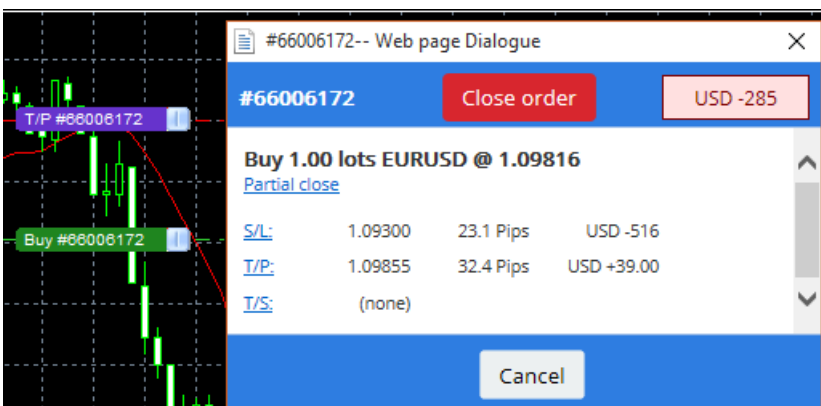 #66006172-- Web page Dialogue
#66006172 Close order USD -285
T/P #66006172
Buy 1.00 lots EURUSD @ 1.09816
Partial close
S/L: 1.09300 23.1 Pips USD -516
Buy #66006172
T/P: 1.09855 32.4 Pips USD +39.00
T/S: (none)
Cancel